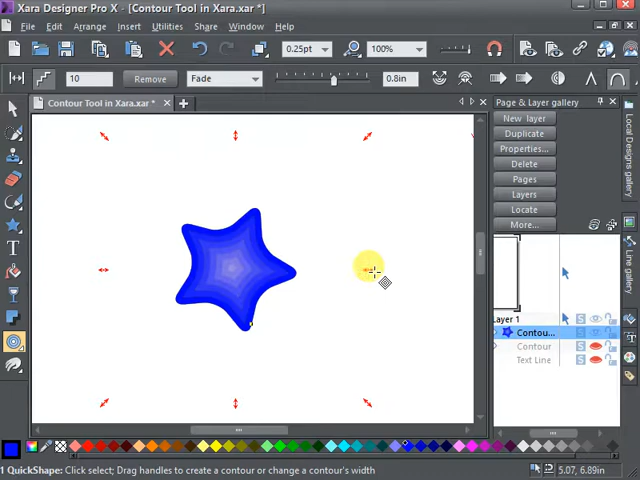 Xara Designer Pro X - [Contour Tool in Xara.xar *]
File Edit Arrange Insert Utilities Share Window Help
0.25pt 100%
10 Remove Fade 0.8in
Contour Tool in Xara.xar *
Page & Layer gallery
New layer
Duplicate
Properties...
Delete
Pages
Layers
Locate
More...
Local Designs gallery
Line gallery
ayer 1
Contou...
Contour
Text Line
1 QuickShape: Click select; Drag handles to create a contour or change a contour's width
5.07, 6.89in